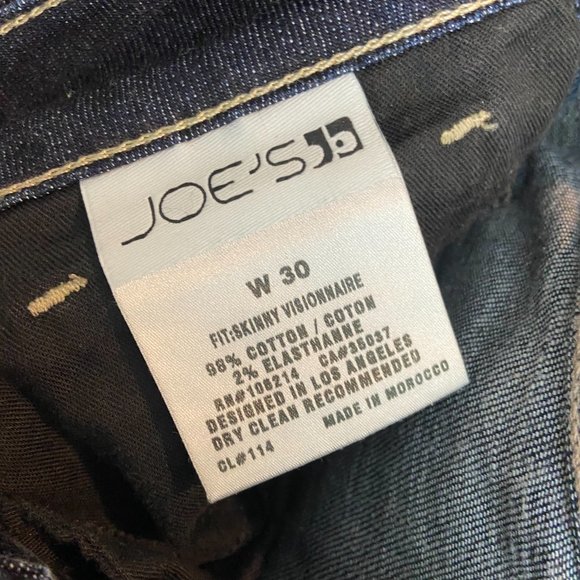 JOE'S
W 30
FIT:SKINNY VISIONNAIRE
98% COTTON / COTON
2% ELASTHANNE
RN#106214 CA#35037
DESIGNED IN LOS ANGELES
DRY CLEAN RECOMMENDED
CL#114 MADE IN MOROCCO